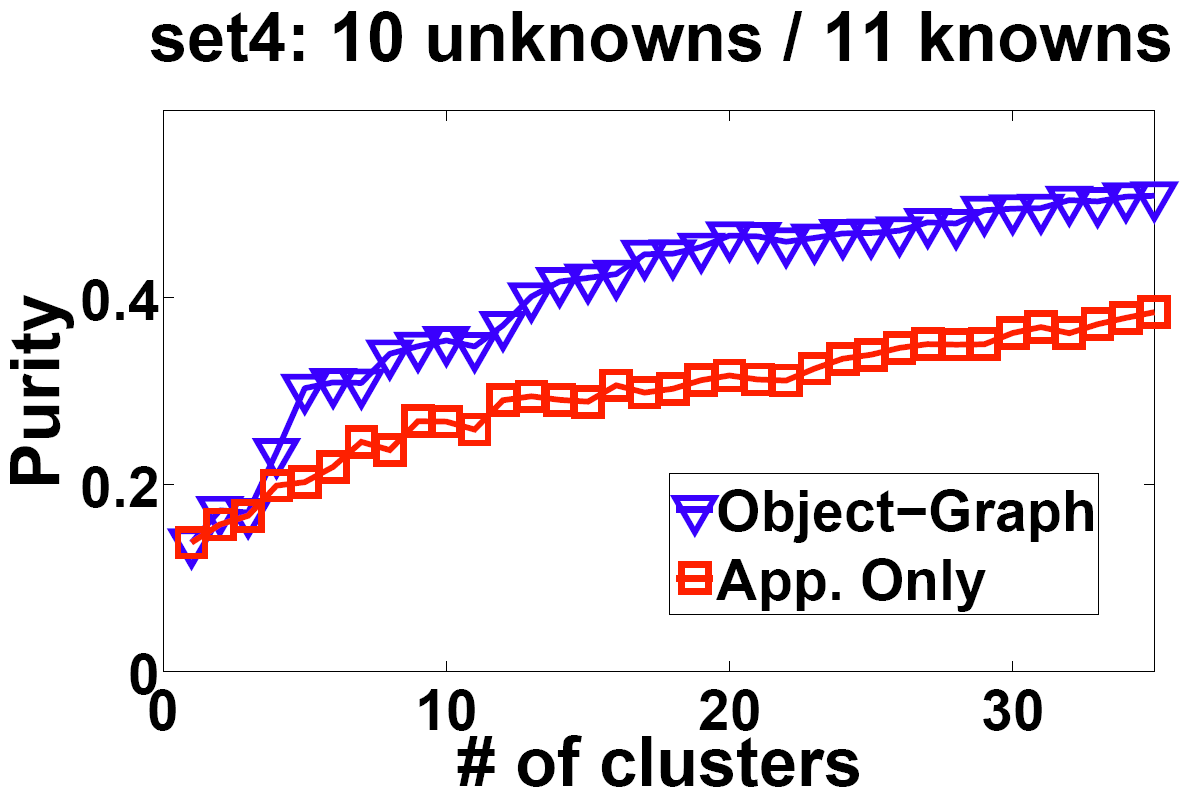 set4: 10 unknowns / 11 knowns
Purity
0.4
0.2
0
0 10 20 30
# of clusters
Object−Graph
App. Only